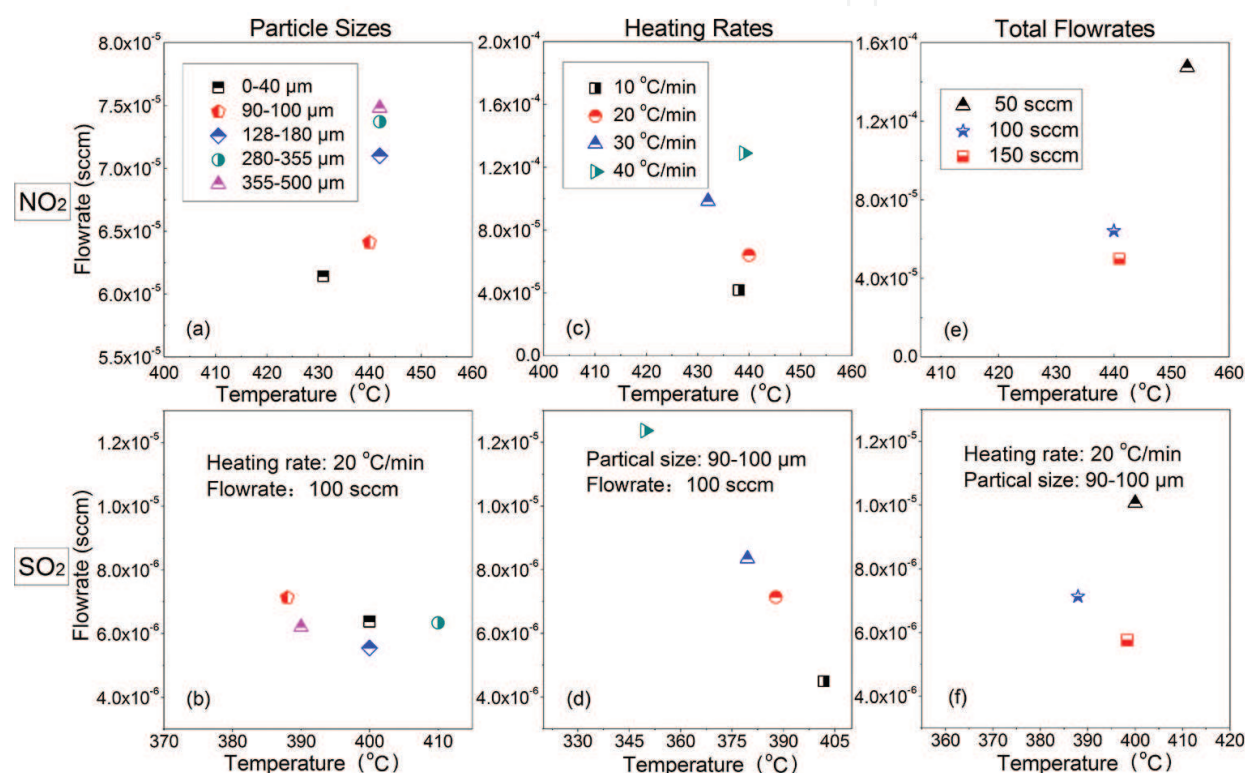 Particle Sizes
Heating Rates
Total Flowrates
NO₂
Flowrate (sccm)
8.0x10⁻⁵
7.5x10⁻⁵
7.0x10⁻⁵
6.5x10⁻⁵
6.0x10⁻⁵
5.5x10⁻⁵
0-40 μm
90-100 μm
128-180 μm
280-355 μm
355-500 μm
(a)
400 410 420 430 440 450 460
Temperature (°C)
2.0x10⁻⁴
1.6x10⁻⁴
1.2x10⁻⁴
8.0x10⁻⁵
4.0x10⁻⁵
0.0
10 °C/min
20 °C/min
30 °C/min
40 °C/min
(c)
400 410 420 430 440 450 460
Temperature (°C)
1.6x10⁻⁴
1.2x10⁻⁴
8.0x10⁻⁵
4.0x10⁻⁵
0.0
50 sccm
100 sccm
150 sccm
(e)
410 420 430 440 450 460
Temperature (°C)
SO₂
Flowrate (sccm)
1.2x10⁻⁵
1.0x10⁻⁵
8.0x10⁻⁶
6.0x10⁻⁶
4.0x10⁻⁶
Heating rate: 20 °C/min
Flowrate: 100 sccm
(b)
370 380 390 400 410
Temperature (°C)
1.2x10⁻⁵
1.0x10⁻⁵
8.0x10⁻⁶
6.0x10⁻⁶
4.0x10⁻⁶
Partical size: 90-100 μm
Flowrate: 100 sccm
(d)
330 345 360 375 390 405
Temperature (°C)
1.2x10⁻⁵
1.0x10⁻⁵
8.0x10⁻⁶
6.0x10⁻⁶
4.0x10⁻⁶
Heating rate: 20 °C/min
Partical size: 90-100 μm
(f)
360 370 380 390 400 410 420
Temperature (°C)